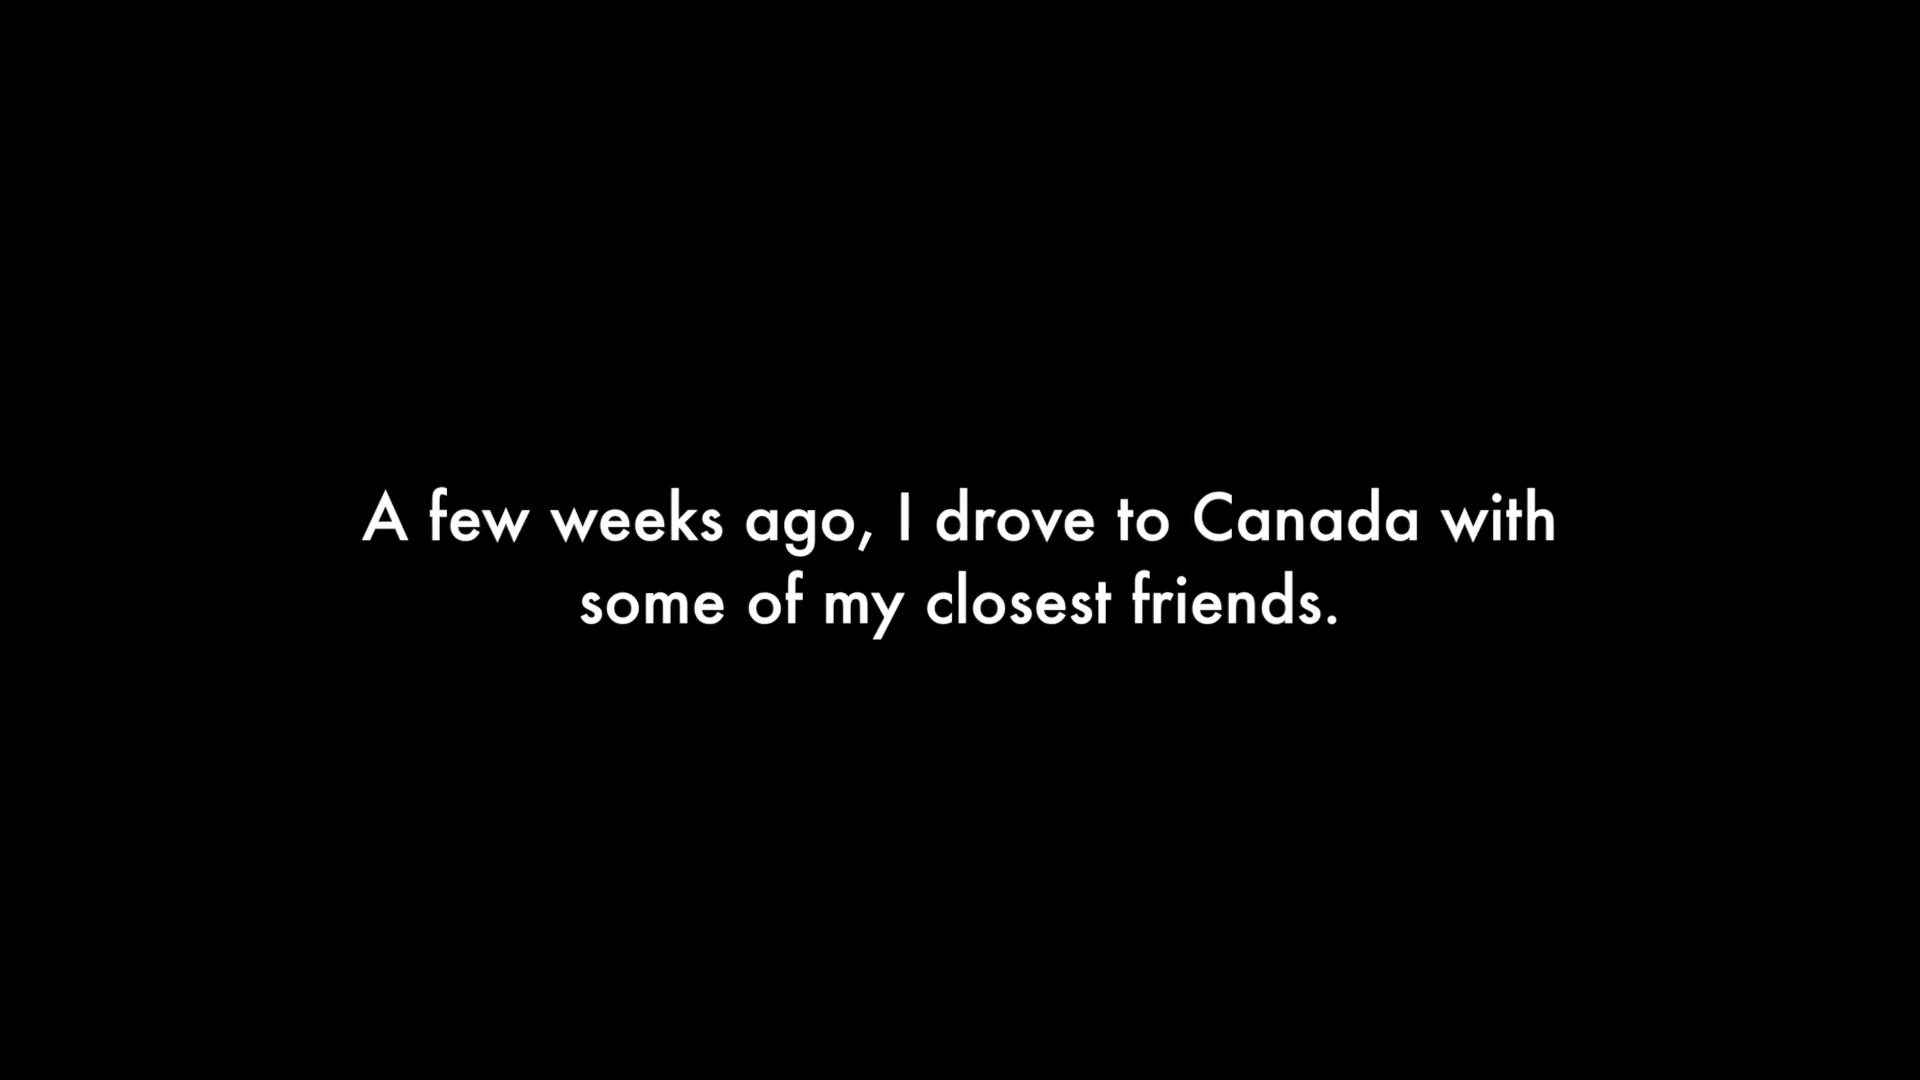 A few weeks ago, I drove to Canada with
some of my closest friends.